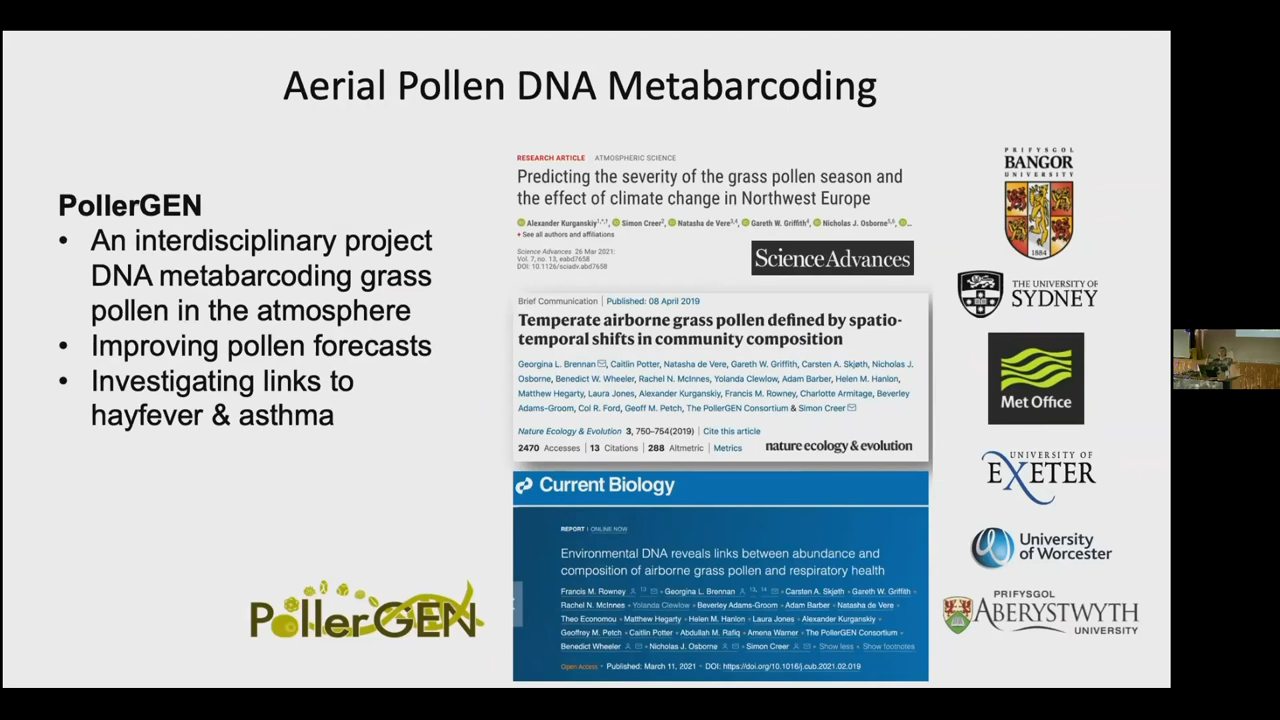 Aerial Pollen DNA Metabarcoding
PollerGEN
• An interdisciplinary project
DNA metabarcoding grass
pollen in the atmosphere
• Improving pollen forecasts
• Investigating links to
hayfever & asthma
PollerGEN
RESEARCH ARTICLE ATMOSPHERIC SCIENCE
Predicting the severity of the grass pollen season and
the effect of climate change in Northwest Europe
Alexander Kurganskiy1,*,†, Simon Creer2, Natasha de Vere3,4, Gareth W. Griffith4, Nicholas J. Osborne5,6, ...
+ See all authors and affiliations
Science Advances 26 Mar 2021:
Vol. 7, no. 13, eabd7658
DOI: 10.1126/sciadv.abd7658
ScienceAdvances
Brief Communication | Published: 08 April 2019
Temperate airborne grass pollen defined by spatio-
temporal shifts in community composition
Georgina L. Brennan, Caitlin Potter, Natasha de Vere, Gareth W. Griffith, Carsten A. Skjøth, Nicholas J.
Osborne, Benedict W. Wheeler, Rachel N. McInnes, Yolanda Clewlow, Adam Barber, Helen M. Hanlon,
Matthew Hegarty, Laura Jones, Alexander Kurganskiy, Francis M. Rowney, Charlotte Armitage, Beverley
Adams-Groom, Col R. Ford, Geoff M. Petch, The PollerGEN Consortium & Simon Creer
Nature Ecology & Evolution 3, 750–754(2019) | Cite this article
2470 Accesses | 13 Citations | 288 Altmetric | Metrics
nature ecology & evolution
Current Biology
REPORT | ONLINE NOW
Environmental DNA reveals links between abundance and
composition of airborne grass pollen and respiratory health
Francis M. Rowney 13 • Georgina L. Brennan 13, 14 • Carsten A. Skjøth • Gareth W. Griffith •
Rachel N. McInnes • Yolanda Clewlow • Beverley Adams-Groom • Adam Barber • Natasha de Vere •
Theo Economou • Matthew Hegarty • Helen M. Hanlon • Laura Jones • Alexander Kurganskiy •
Geoffrey M. Petch • Caitlin Potter • Abdullah M. Rafiq • Amena Warner • The PollerGEN Consortium •
Benedict Wheeler • Nicholas J. Osborne • Simon Creer • Show less • Show footnotes
Open Access • Published: March 11, 2021 • DOI: https://doi.org/10.1016/j.cub.2021.02.019
PRIFYSGOL
BANGOR
UNIVERSITY
1884
THE UNIVERSITY OF
SYDNEY
Met Office
UNIVERSITY OF
EXETER
University
of Worcester
PRIFYSGOL
ABERYSTWYTH
UNIVERSITY